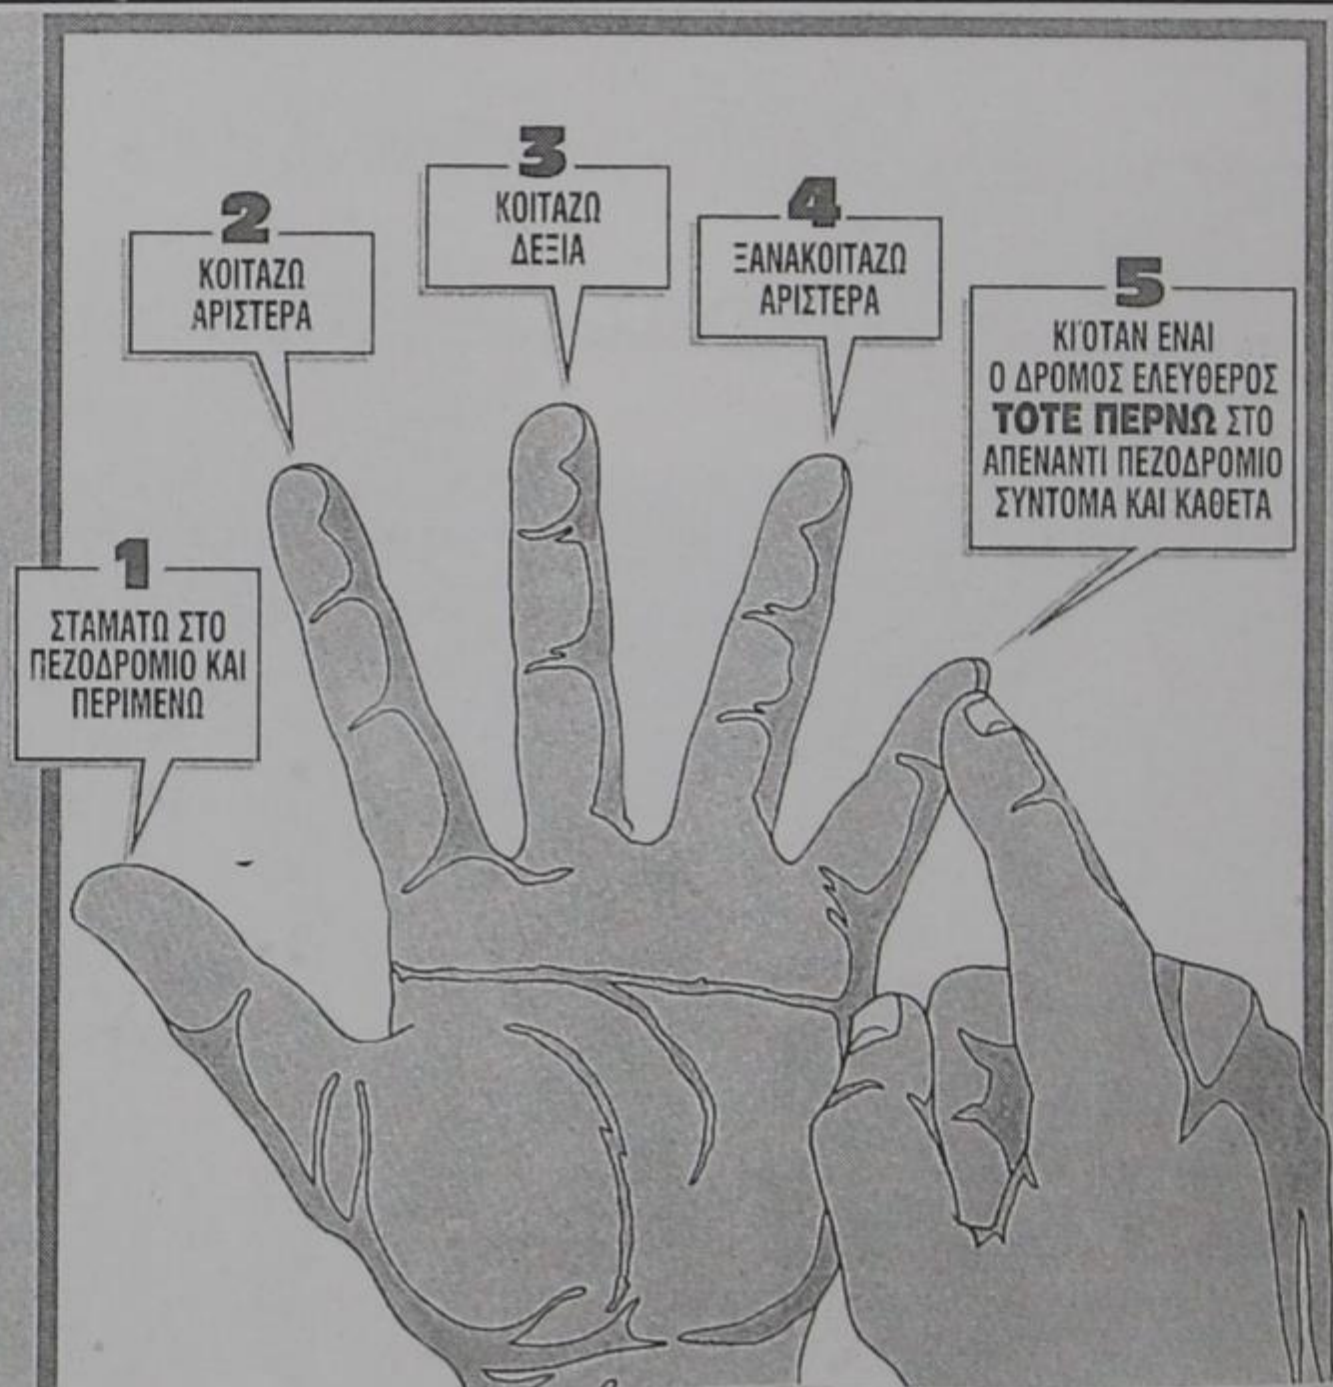 1
ΣΤΑΜΑΤΩ ΣΤΟ
ΠΕΖΟΔΡΟΜΙΟ ΚΑΙ
ΠΕΡΙΜΕΝΩ
2
ΚΟΙΤΑΖΩ
ΑΡΙΣΤΕΡΑ
3
ΚΟΙΤΑΖΩ
ΔΕΞΙΑ
4
ΞΑΝΑΚΟΙΤΑΖΩ
ΑΡΙΣΤΕΡΑ
5
ΚΙ'ΟΤΑΝ ΕΝΑΙ
Ο ΔΡΟΜΟΣ ΕΛΕΥΘΕΡΟΣ
ΤΟΤΕ ΠΕΡΝΩ ΣΤΟ
ΑΠΕΝΑΝΤΙ ΠΕΖΟΔΡΟΜΙΟ
ΣΥΝΤΟΜΑ ΚΑΙ ΚΑΘΕΤΑ